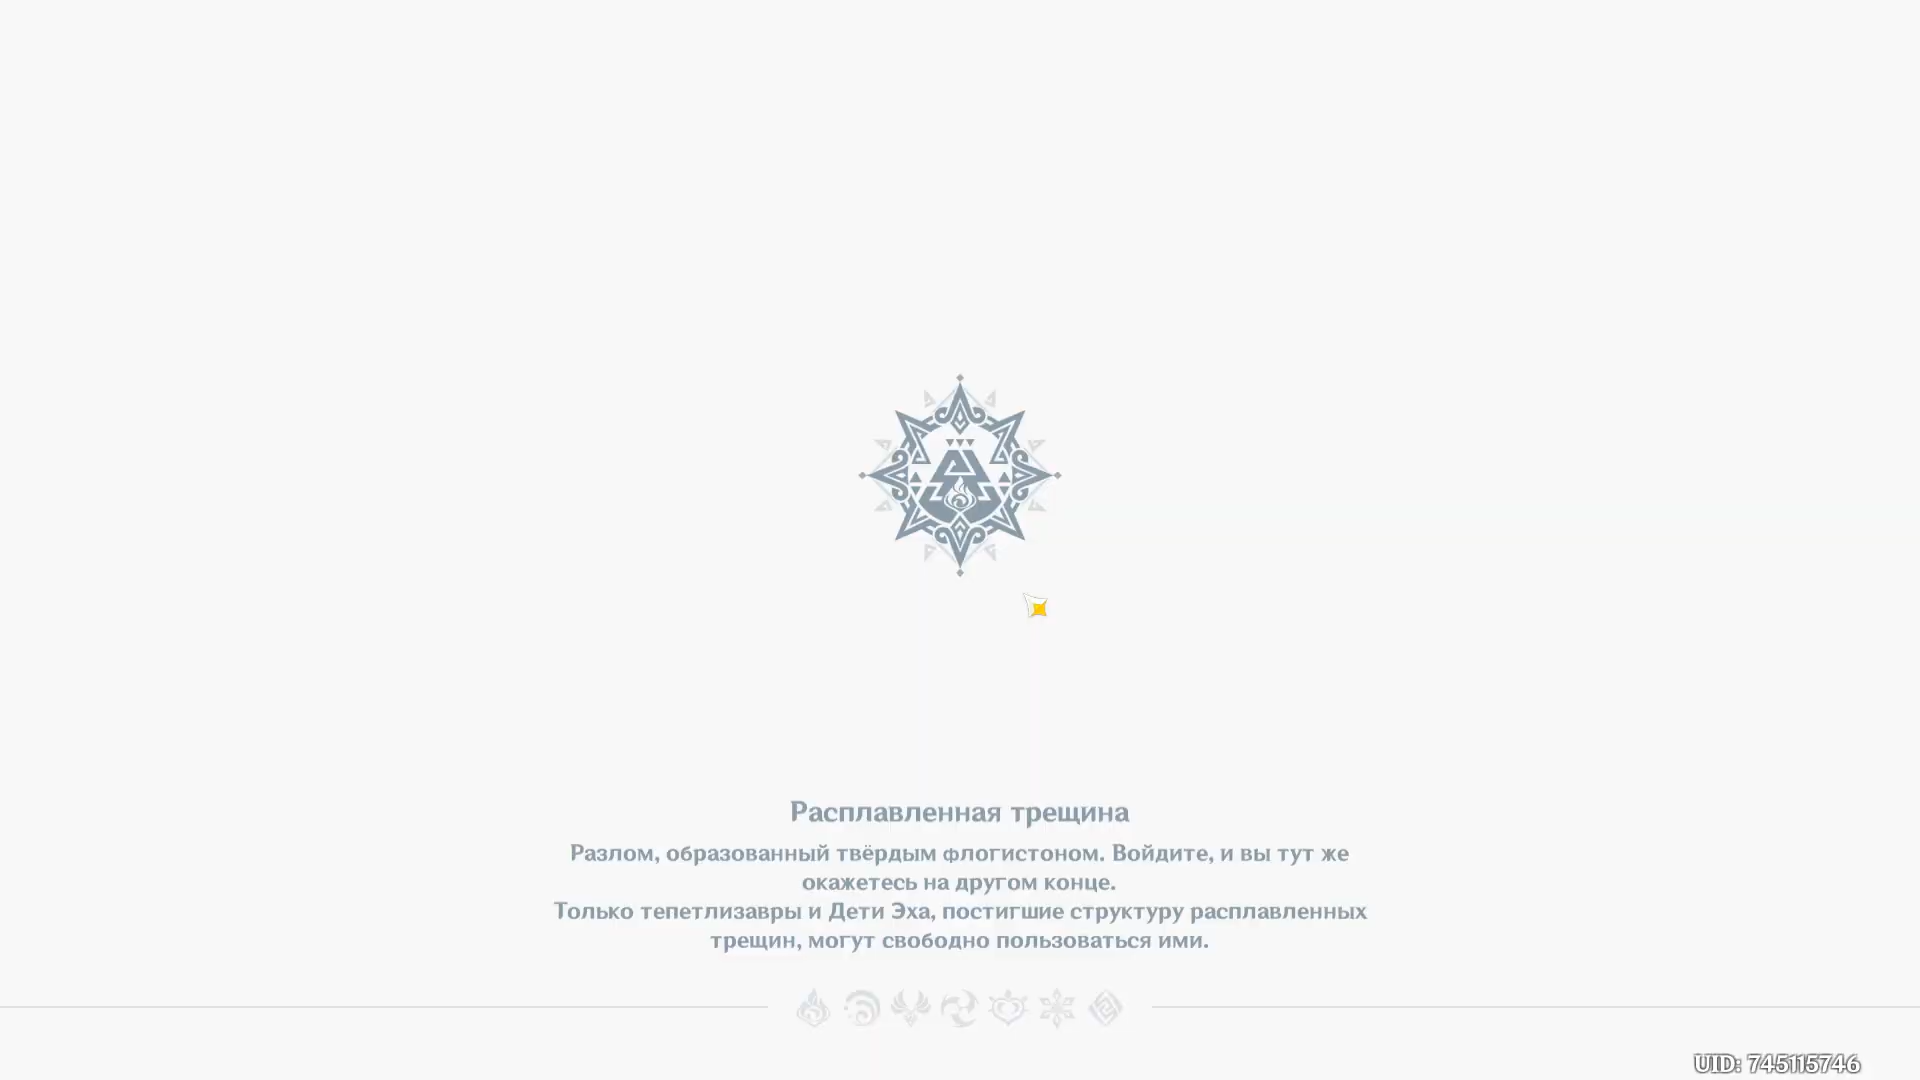 Расплавленная трещина
Разлом, образованный твёрдым флогистоном. Войдите, и вы тут же
окажетесь на другом конце.
Только тепетлизавры и Дети Эха, постигшие структуру расплавленных
трещин, могут свободно пользоваться ими.
UID: 745115746